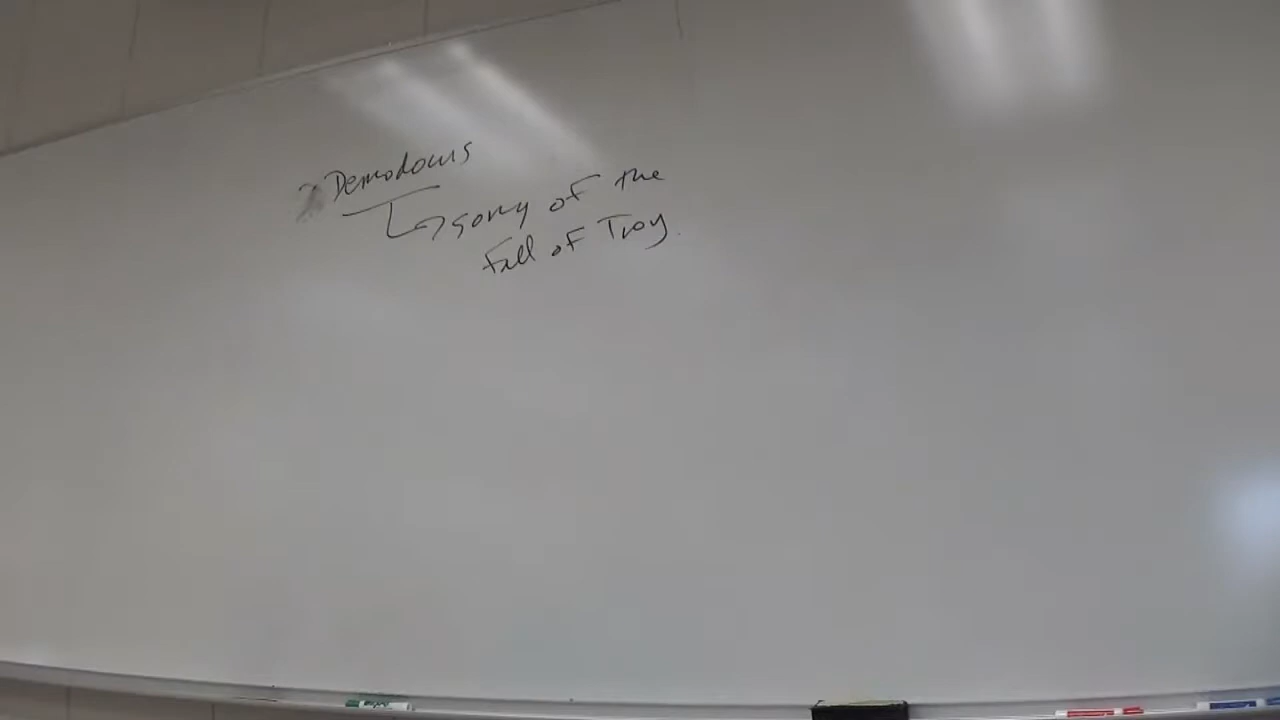 Demodocus
↳ song of the
Fall of Troy.